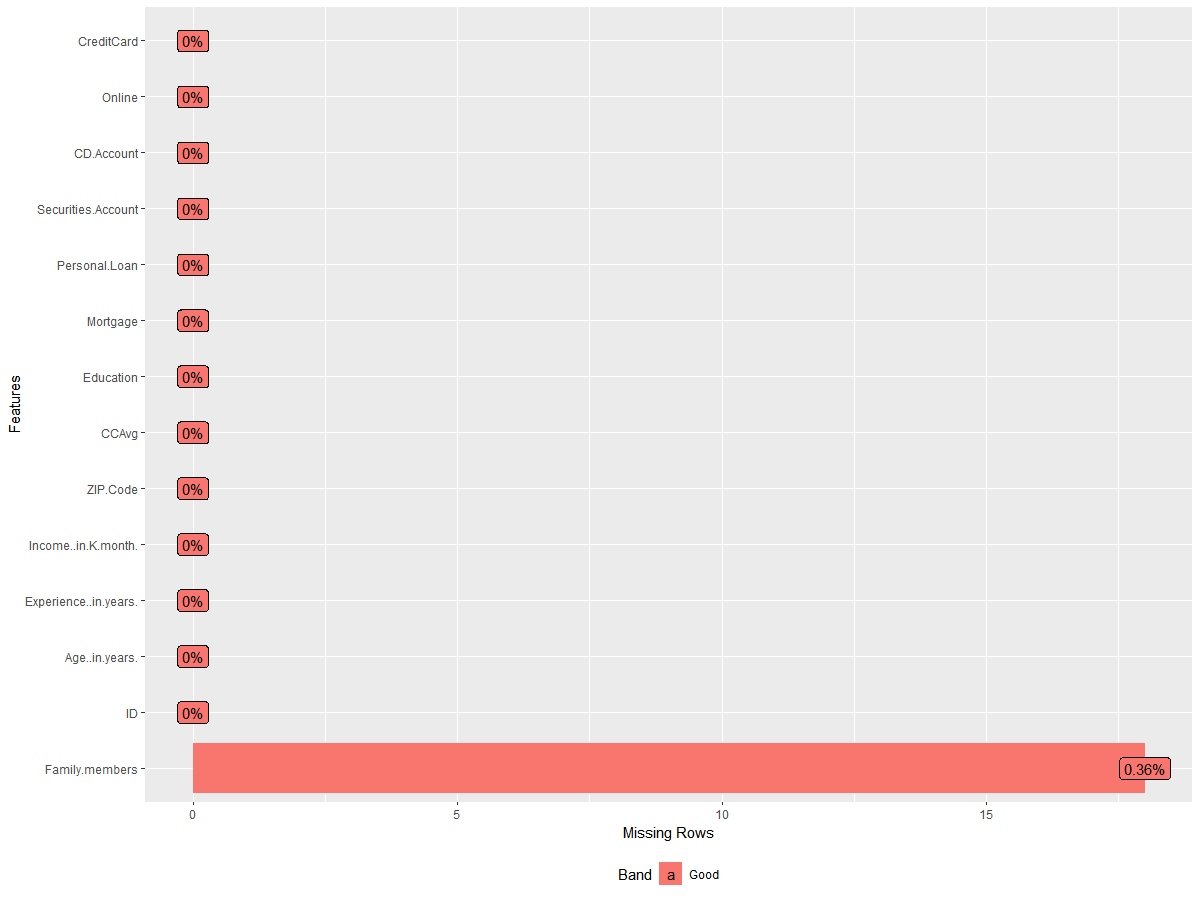 CreditCard 0%
Online 0%
CD.Account 0%
Securities.Account 0%
Personal.Loan 0%
Mortgage 0%
Education 0%
CCAvg 0%
ZIP.Code 0%
Income..in.K.month. 0%
Experience..in.years. 0%
Age..in.years. 0%
ID 0%
Family.members 0.36%
Features
0 5 10 15
Missing Rows
Band a Good